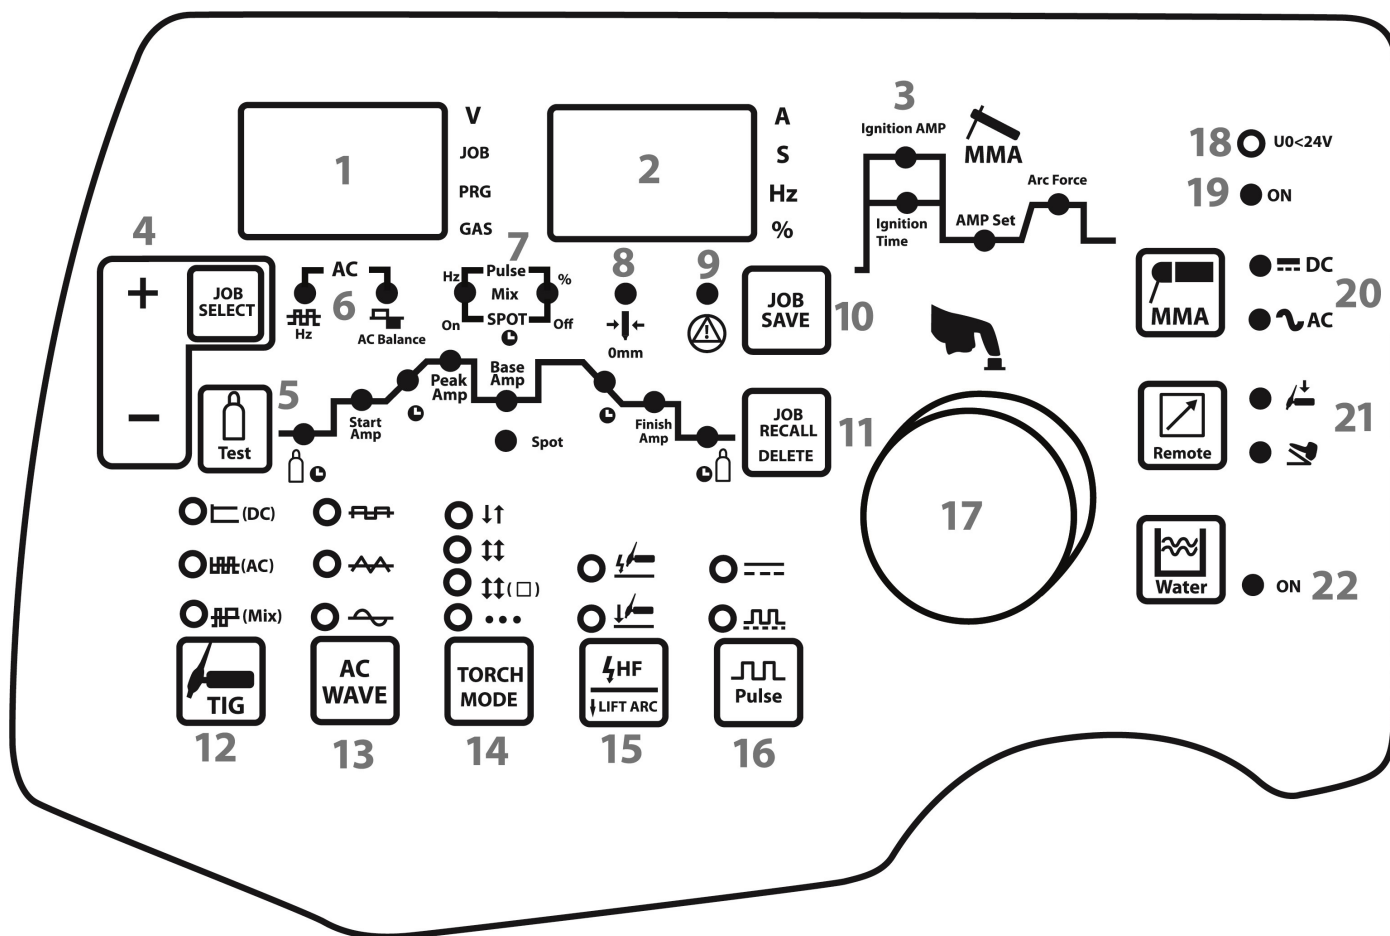 1
V
JOB
PRG
GAS
2
A
S
Hz
%
3
Ignition AMP
MMA
Ignition
Time
AMP Set
Arc Force
18
U0<24V
19
ON
4
+
−
JOB
SELECT
AC
6
Hz
AC Balance
7
Hz
Pulse
%
Mix
On
SPOT
Off
8
0mm
9
JOB
SAVE
10
MMA
DC
AC
20
5
Test
Start
Amp
Peak
Amp
Base
Amp
Spot
Finish
Amp
JOB
RECALL
DELETE
11
17
Remote
21
Water
ON
22
(DC)
(AC)
(Mix)
TIG
12
AC
WAVE
13
(□)
TORCH
MODE
14
HF
LIFT ARC
15
Pulse
16